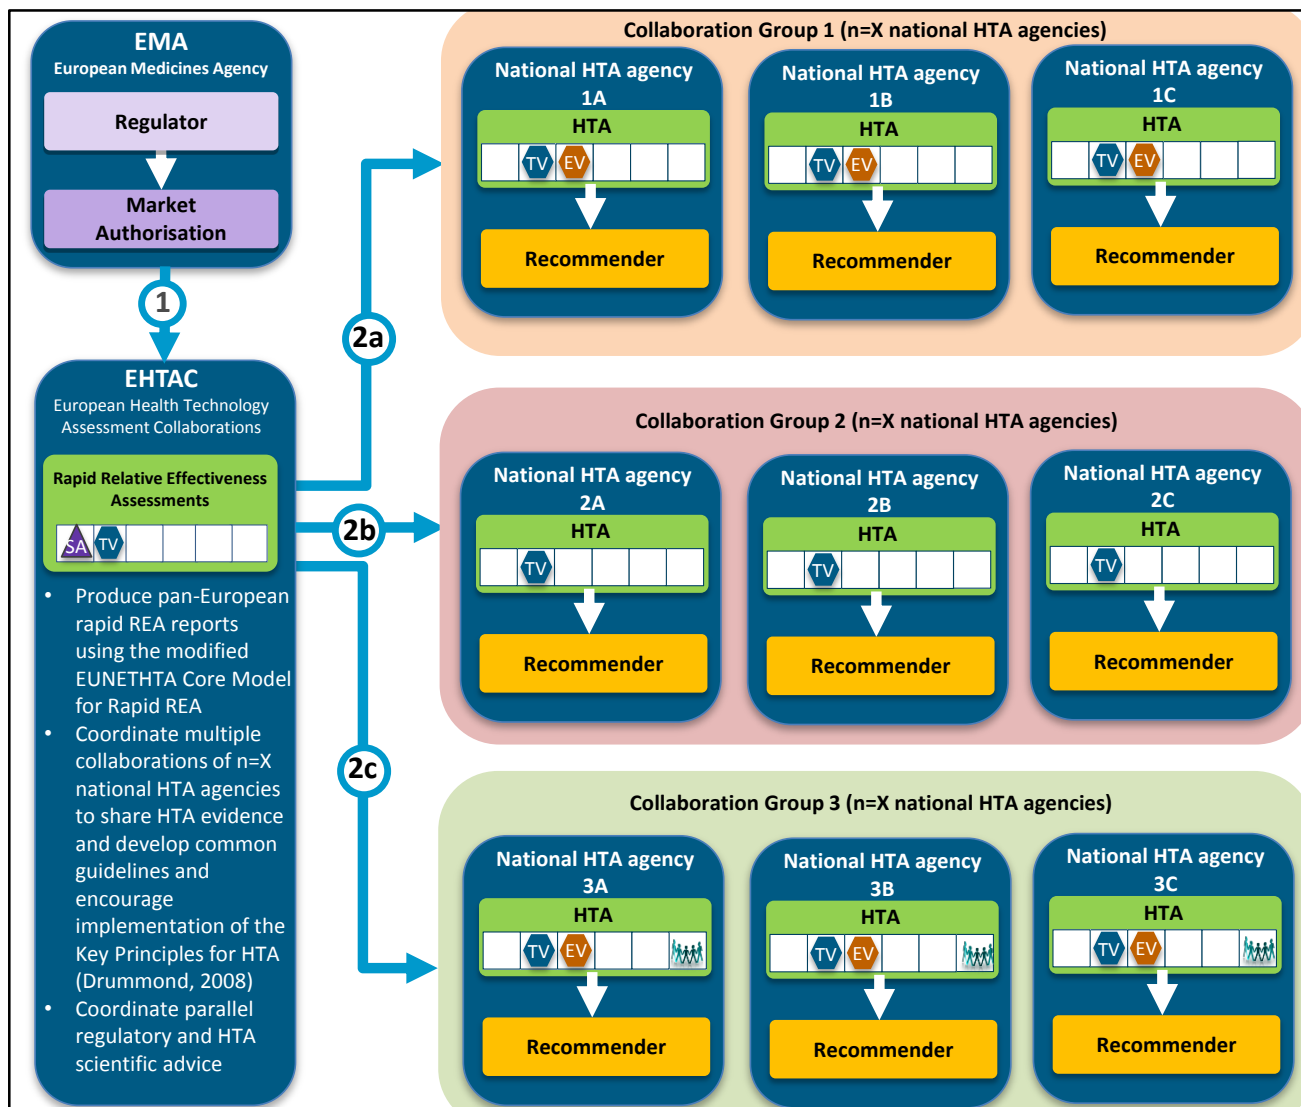 EMA
European Medicines Agency
Regulator
Market
Authorisation
1
EHTAC
European Health Technology
Assessment Collaborations
Rapid Relative Effectiveness
Assessments
SA
TV
• Produce pan-European
rapid REA reports
using the modified
EUNETHTA Core Model
for Rapid REA
• Coordinate multiple
collaborations of n=X
national HTA agencies
to share HTA evidence
and develop common
guidelines and
encourage
implementation of the
Key Principles for HTA
(Drummond, 2008)
• Coordinate parallel
regulatory and HTA
scientific advice
2a
2b
2c
Collaboration Group 1 (n=X national HTA agencies)
National HTA agency
1A
HTA
TV
EV
Recommender
National HTA agency
1B
HTA
TV
EV
Recommender
National HTA agency
1C
HTA
TV
EV
Recommender
Collaboration Group 2 (n=X national HTA agencies)
National HTA agency
2A
HTA
TV
Recommender
National HTA agency
2B
HTA
TV
Recommender
National HTA agency
2C
HTA
TV
Recommender
Collaboration Group 3 (n=X national HTA agencies)
National HTA agency
3A
HTA
TV
EV
Recommender
National HTA agency
3B
HTA
TV
EV
Recommender
National HTA agency
3C
HTA
TV
EV
Recommender